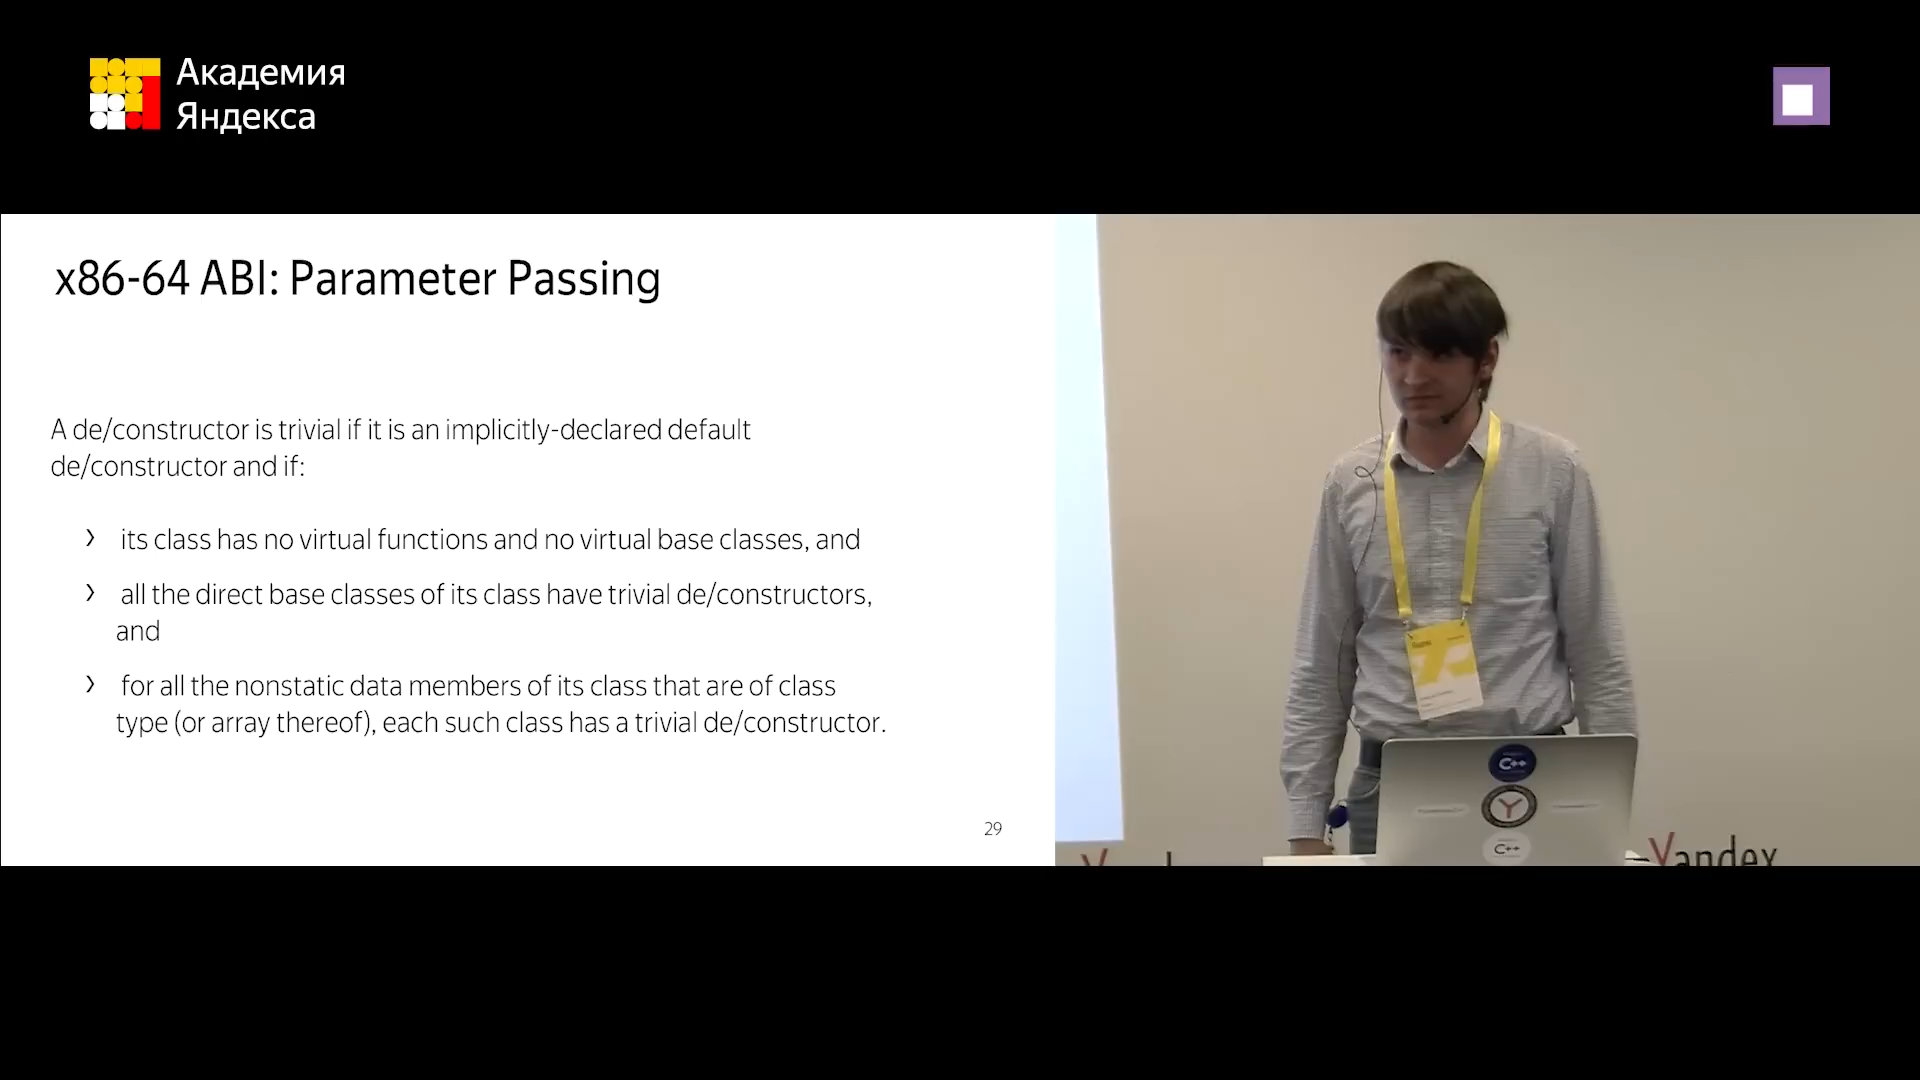 Академия
Яндекса
x86-64 ABI: Parameter Passing
A de/constructor is trivial if it is an implicitly-declared default
de/constructor and if:
› its class has no virtual functions and no virtual base classes, and
› all the direct base classes of its class have trivial de/constructors,
and
› for all the nonstatic data members of its class that are of class
type (or array thereof), each such class has a trivial de/constructor.
29
C++
Y
C++
Yandex